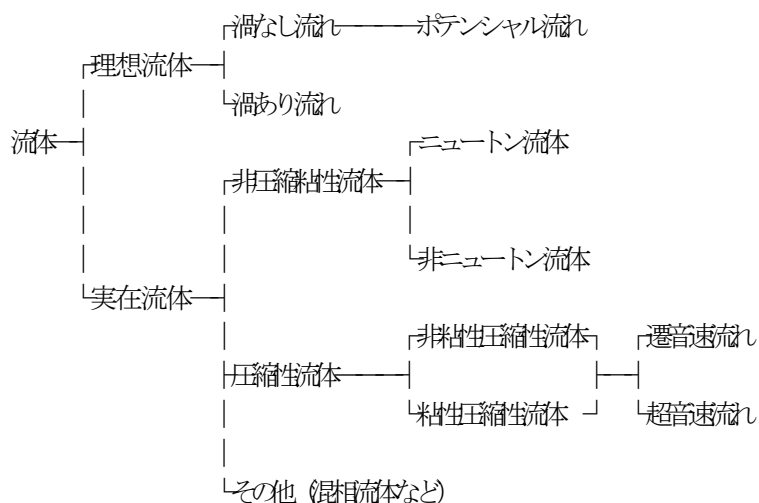 渦なし流れ ポテンシャル流れ
理想流体
渦あり流れ
流体 ニュートン流体
非圧縮粘性流体
非ニュートン流体
実在流体
非粘性圧縮性流体 遷音速流れ
圧縮性流体
粘性圧縮性流体 超音速流れ
その他（混相流体など）